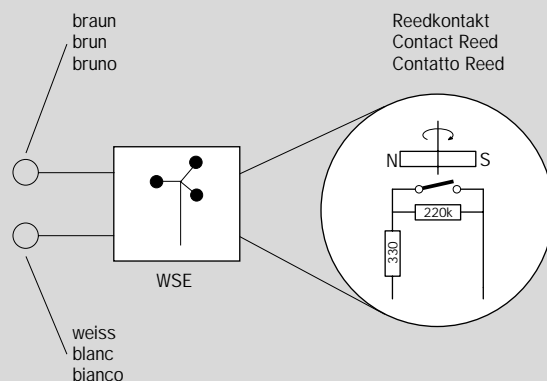 braun
brun
bruno
Reedkontakt
Contact Reed
Contatto Reed
N S
220k
330
WSE
weiss
blanc
bianco